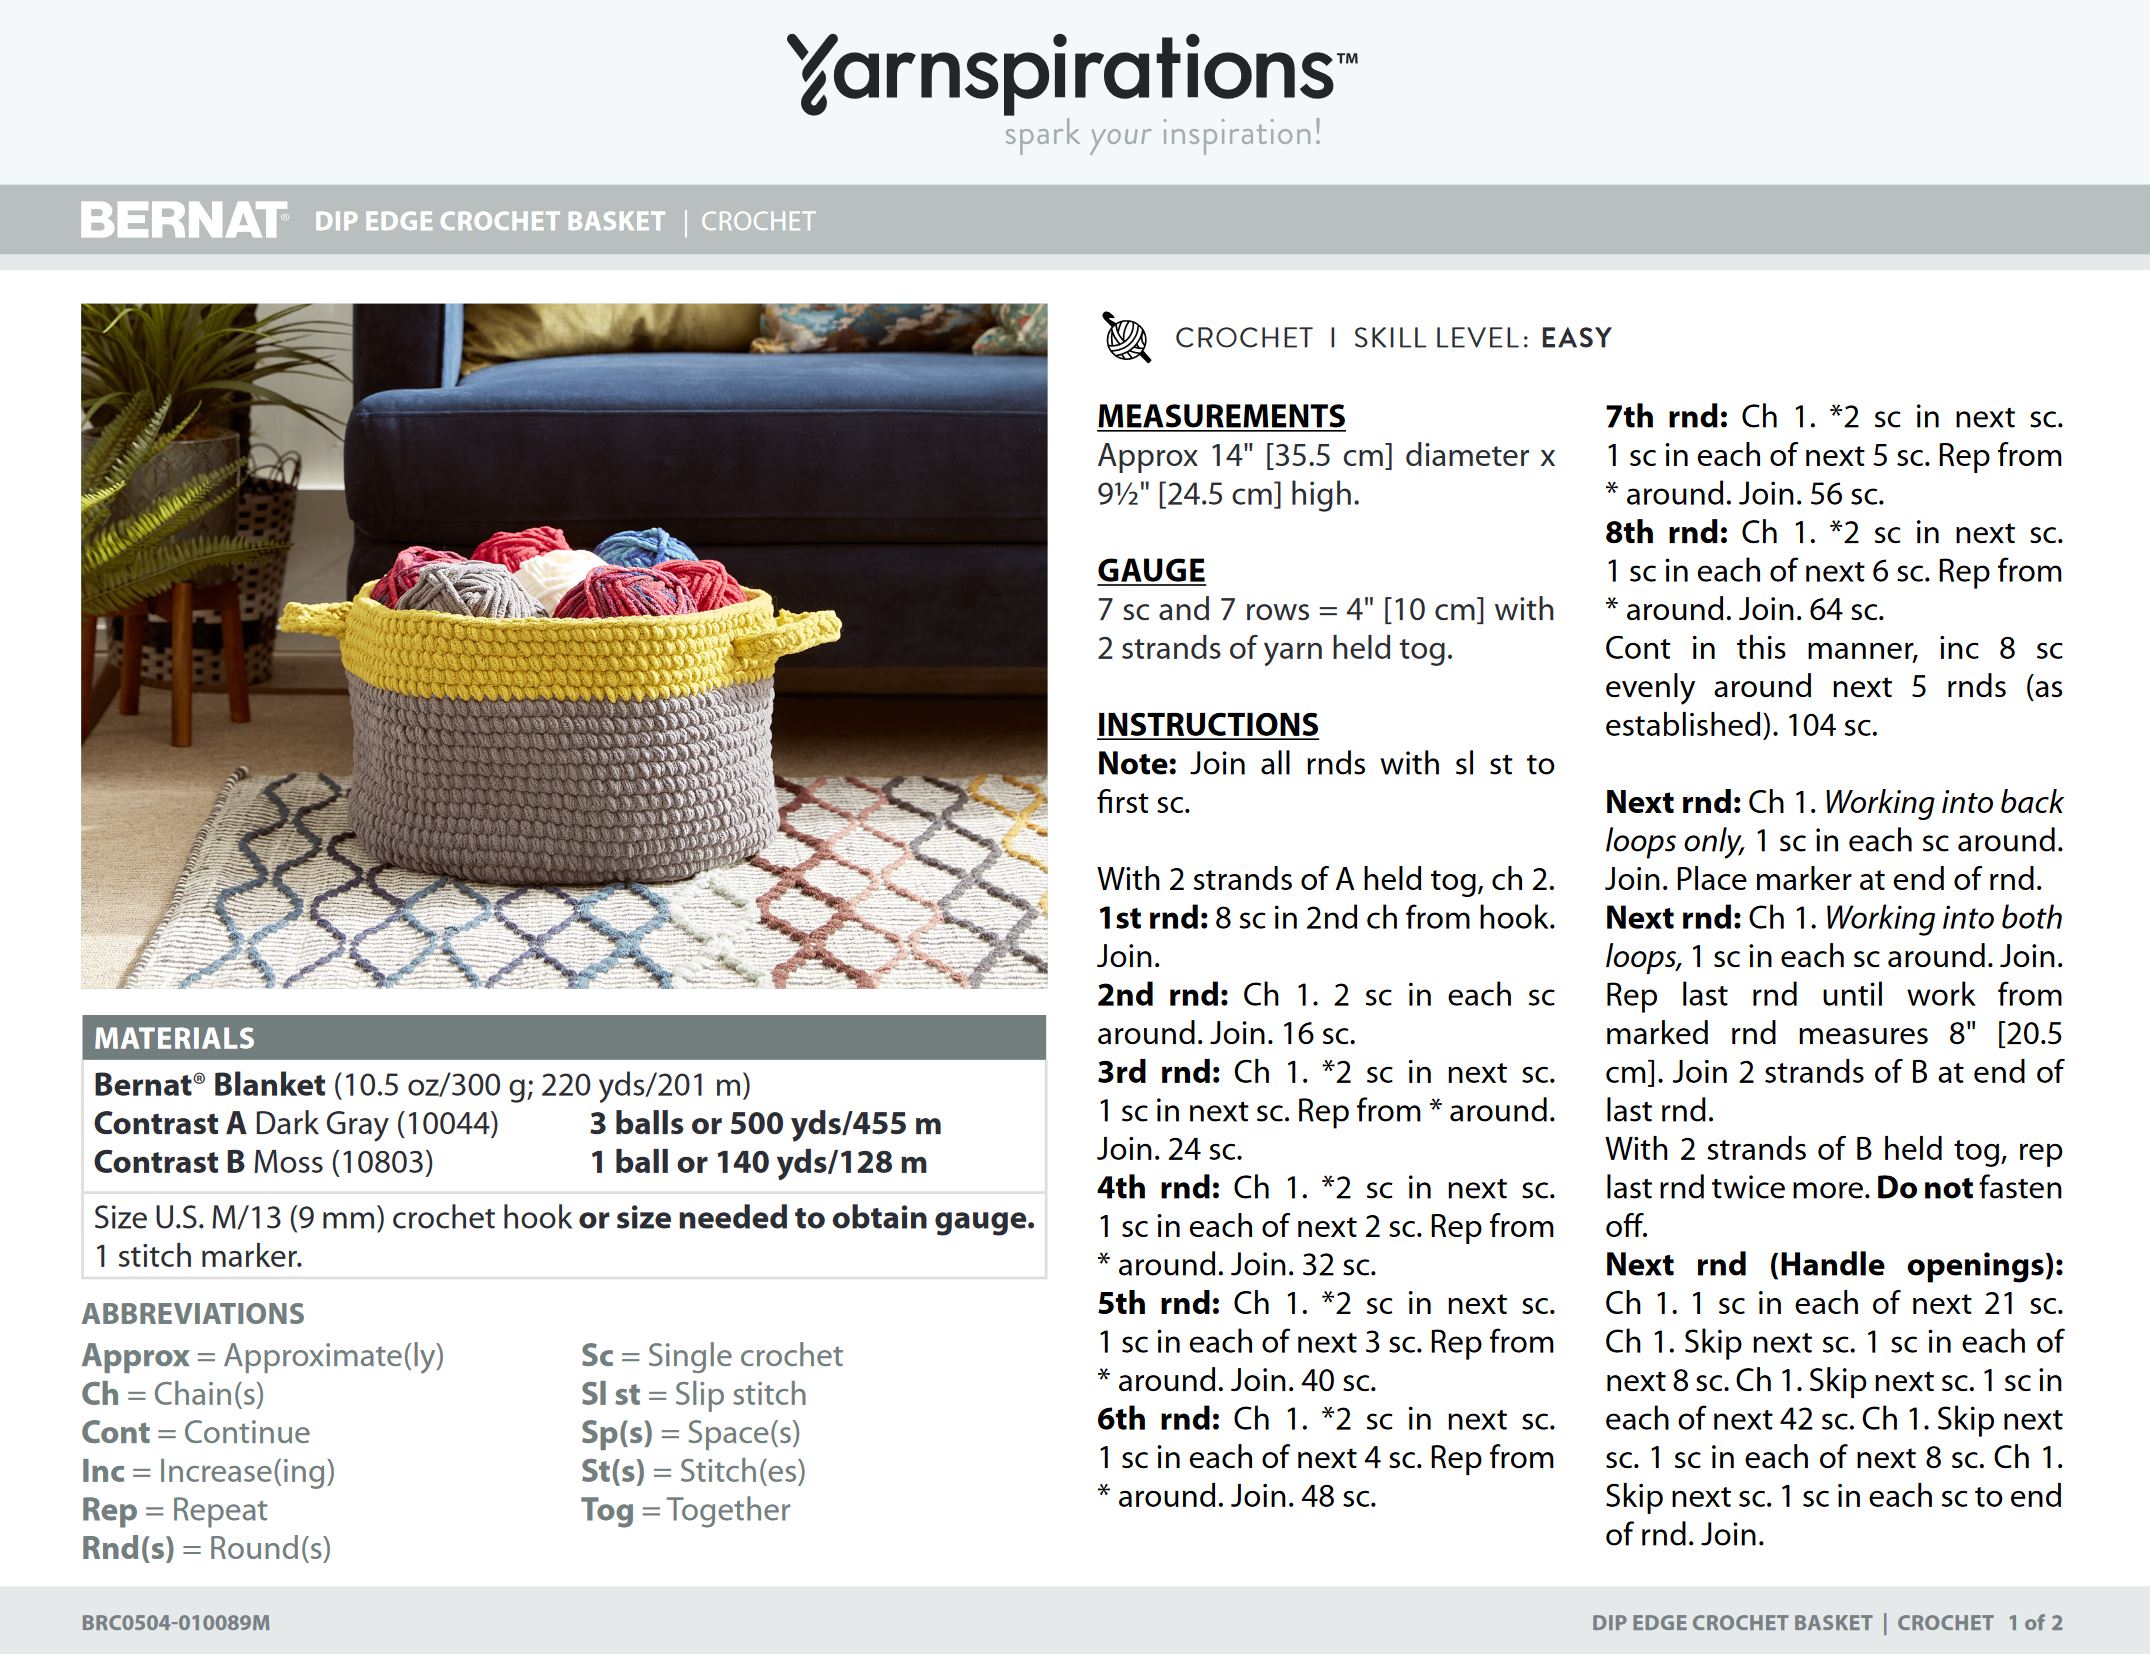 Yarnspirations™
spark your inspiration!
BERNAT® DIP EDGE CROCHET BASKET | CROCHET
MATERIALS
Bernat® Blanket (10.5 oz/300 g; 220 yds/201 m)
Contrast A Dark Gray (10044) 3 balls or 500 yds/455 m
Contrast B Moss (10803) 1 ball or 140 yds/128 m
Size U.S. M/13 (9 mm) crochet hook or size needed to obtain gauge.
1 stitch marker.
ABBREVIATIONS
Approx = Approximate(ly)
Ch = Chain(s)
Cont = Continue
Inc = Increase(ing)
Rep = Repeat
Rnd(s) = Round(s)
Sc = Single crochet
Sl st = Slip stitch
Sp(s) = Space(s)
St(s) = Stitch(es)
Tog = Together
CROCHET I SKILL LEVEL: EASY
MEASUREMENTS
Approx 14" [35.5 cm] diameter x
9½" [24.5 cm] high.
GAUGE
7 sc and 7 rows = 4" [10 cm] with
2 strands of yarn held tog.
INSTRUCTIONS
Note: Join all rnds with sl st to
first sc.
With 2 strands of A held tog, ch 2.
1st rnd: 8 sc in 2nd ch from hook.
Join.
2nd rnd: Ch 1. 2 sc in each sc
around. Join. 16 sc.
3rd rnd: Ch 1. *2 sc in next sc.
1 sc in next sc. Rep from * around.
Join. 24 sc.
4th rnd: Ch 1. *2 sc in next sc.
1 sc in each of next 2 sc. Rep from
* around. Join. 32 sc.
5th rnd: Ch 1. *2 sc in next sc.
1 sc in each of next 3 sc. Rep from
* around. Join. 40 sc.
6th rnd: Ch 1. *2 sc in next sc.
1 sc in each of next 4 sc. Rep from
* around. Join. 48 sc.
7th rnd: Ch 1. *2 sc in next sc.
1 sc in each of next 5 sc. Rep from
* around. Join. 56 sc.
8th rnd: Ch 1. *2 sc in next sc.
1 sc in each of next 6 sc. Rep from
* around. Join. 64 sc.
Cont in this manner, inc 8 sc
evenly around next 5 rnds (as
established). 104 sc.
Next rnd: Ch 1. Working into back
loops only, 1 sc in each sc around.
Join. Place marker at end of rnd.
Next rnd: Ch 1. Working into both
loops, 1 sc in each sc around. Join.
Rep last rnd until work from
marked rnd measures 8" [20.5
cm]. Join 2 strands of B at end of
last rnd.
With 2 strands of B held tog, rep
last rnd twice more. Do not fasten
off.
Next rnd (Handle openings):
Ch 1. 1 sc in each of next 21 sc.
Ch 1. Skip next sc. 1 sc in each of
next 8 sc. Ch 1. Skip next sc. 1 sc in
each of next 42 sc. Ch 1. Skip next
sc. 1 sc in each of next 8 sc. Ch 1.
Skip next sc. 1 sc in each sc to end
of rnd. Join.
BRC0504-010089M
DIP EDGE CROCHET BASKET | CROCHET 1 of 2